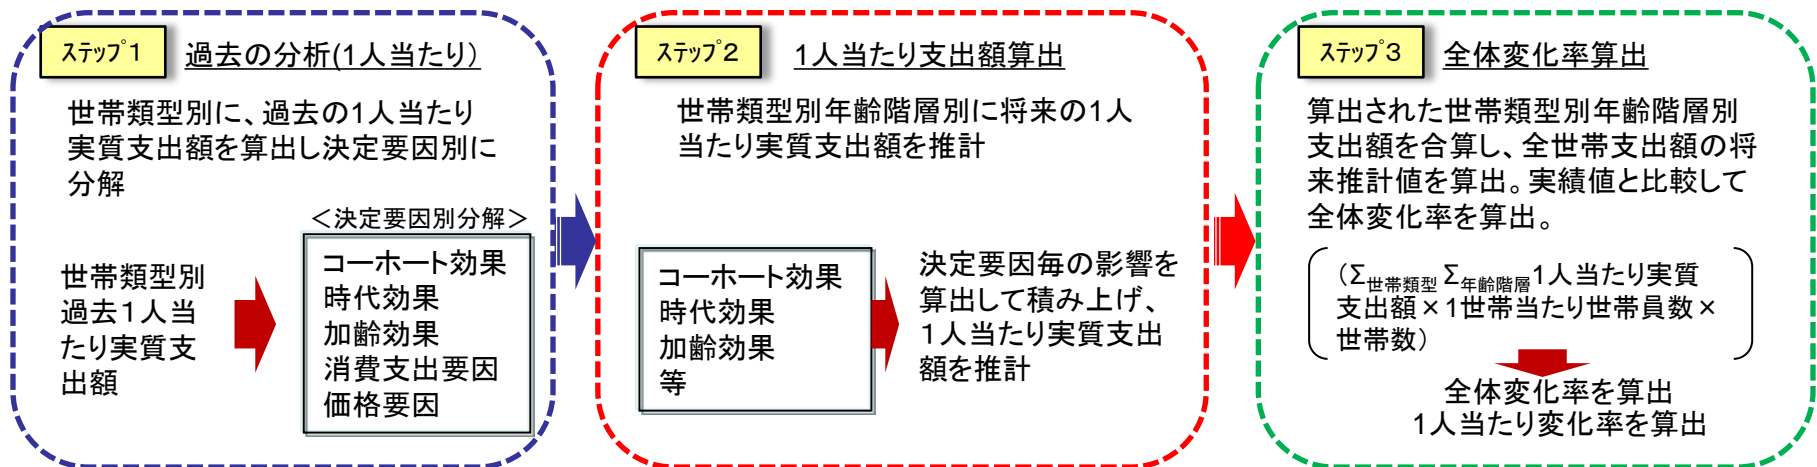 ｽﾃｯﾌﾟ1 過去の分析(1人当たり)
世帯類型別に、過去の1人当たり
実質支出額を算出し決定要因別に
分解
＜決定要因別分解＞
世帯類型別
過去1人当
たり実質支
出額
コーホート効果
時代効果
加齢効果
消費支出要因
価格要因
ｽﾃｯﾌﾟ2 1人当たり支出額算出
世帯類型別年齢階層別に将来の1人
当たり実質支出額を推計
コーホート効果
時代効果
加齢効果
等
決定要因毎の影響を
算出して積み上げ、
1人当たり実質支出
額を推計
ｽﾃｯﾌﾟ3 全体変化率算出
算出された世帯類型別年齢階層別
支出額を合算し、全世帯支出額の将
来推計値を算出。実績値と比較して
全体変化率を算出。
(Σ世帯類型 Σ年齢階層1人当たり実質
支出額×1世帯当たり世帯員数×
世帯数)
全体変化率を算出
1人当たり変化率を算出